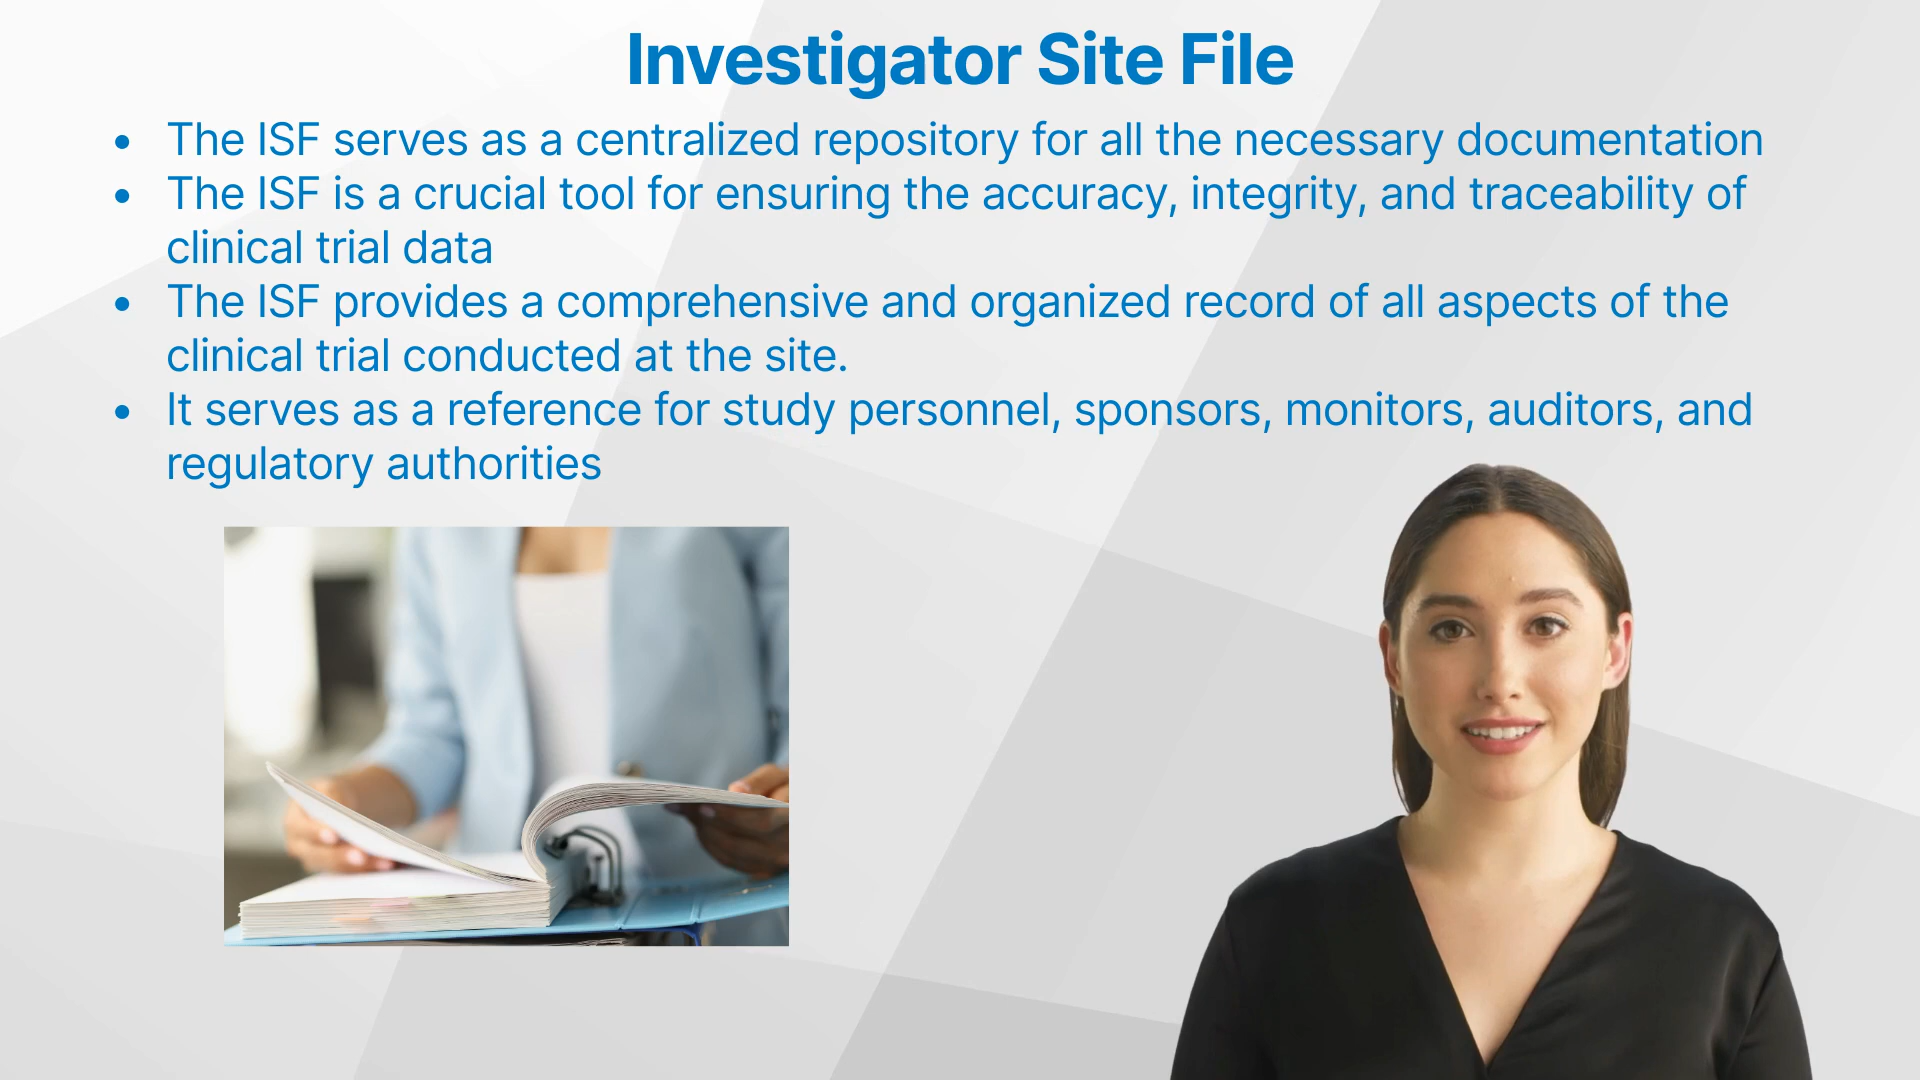 Investigator Site File
• The ISF serves as a centralized repository for all the necessary documentation
• The ISF is a crucial tool for ensuring the accuracy, integrity, and traceability of
clinical trial data
• The ISF provides a comprehensive and organized record of all aspects of the
clinical trial conducted at the site.
• It serves as a reference for study personnel, sponsors, monitors, auditors, and
regulatory authorities